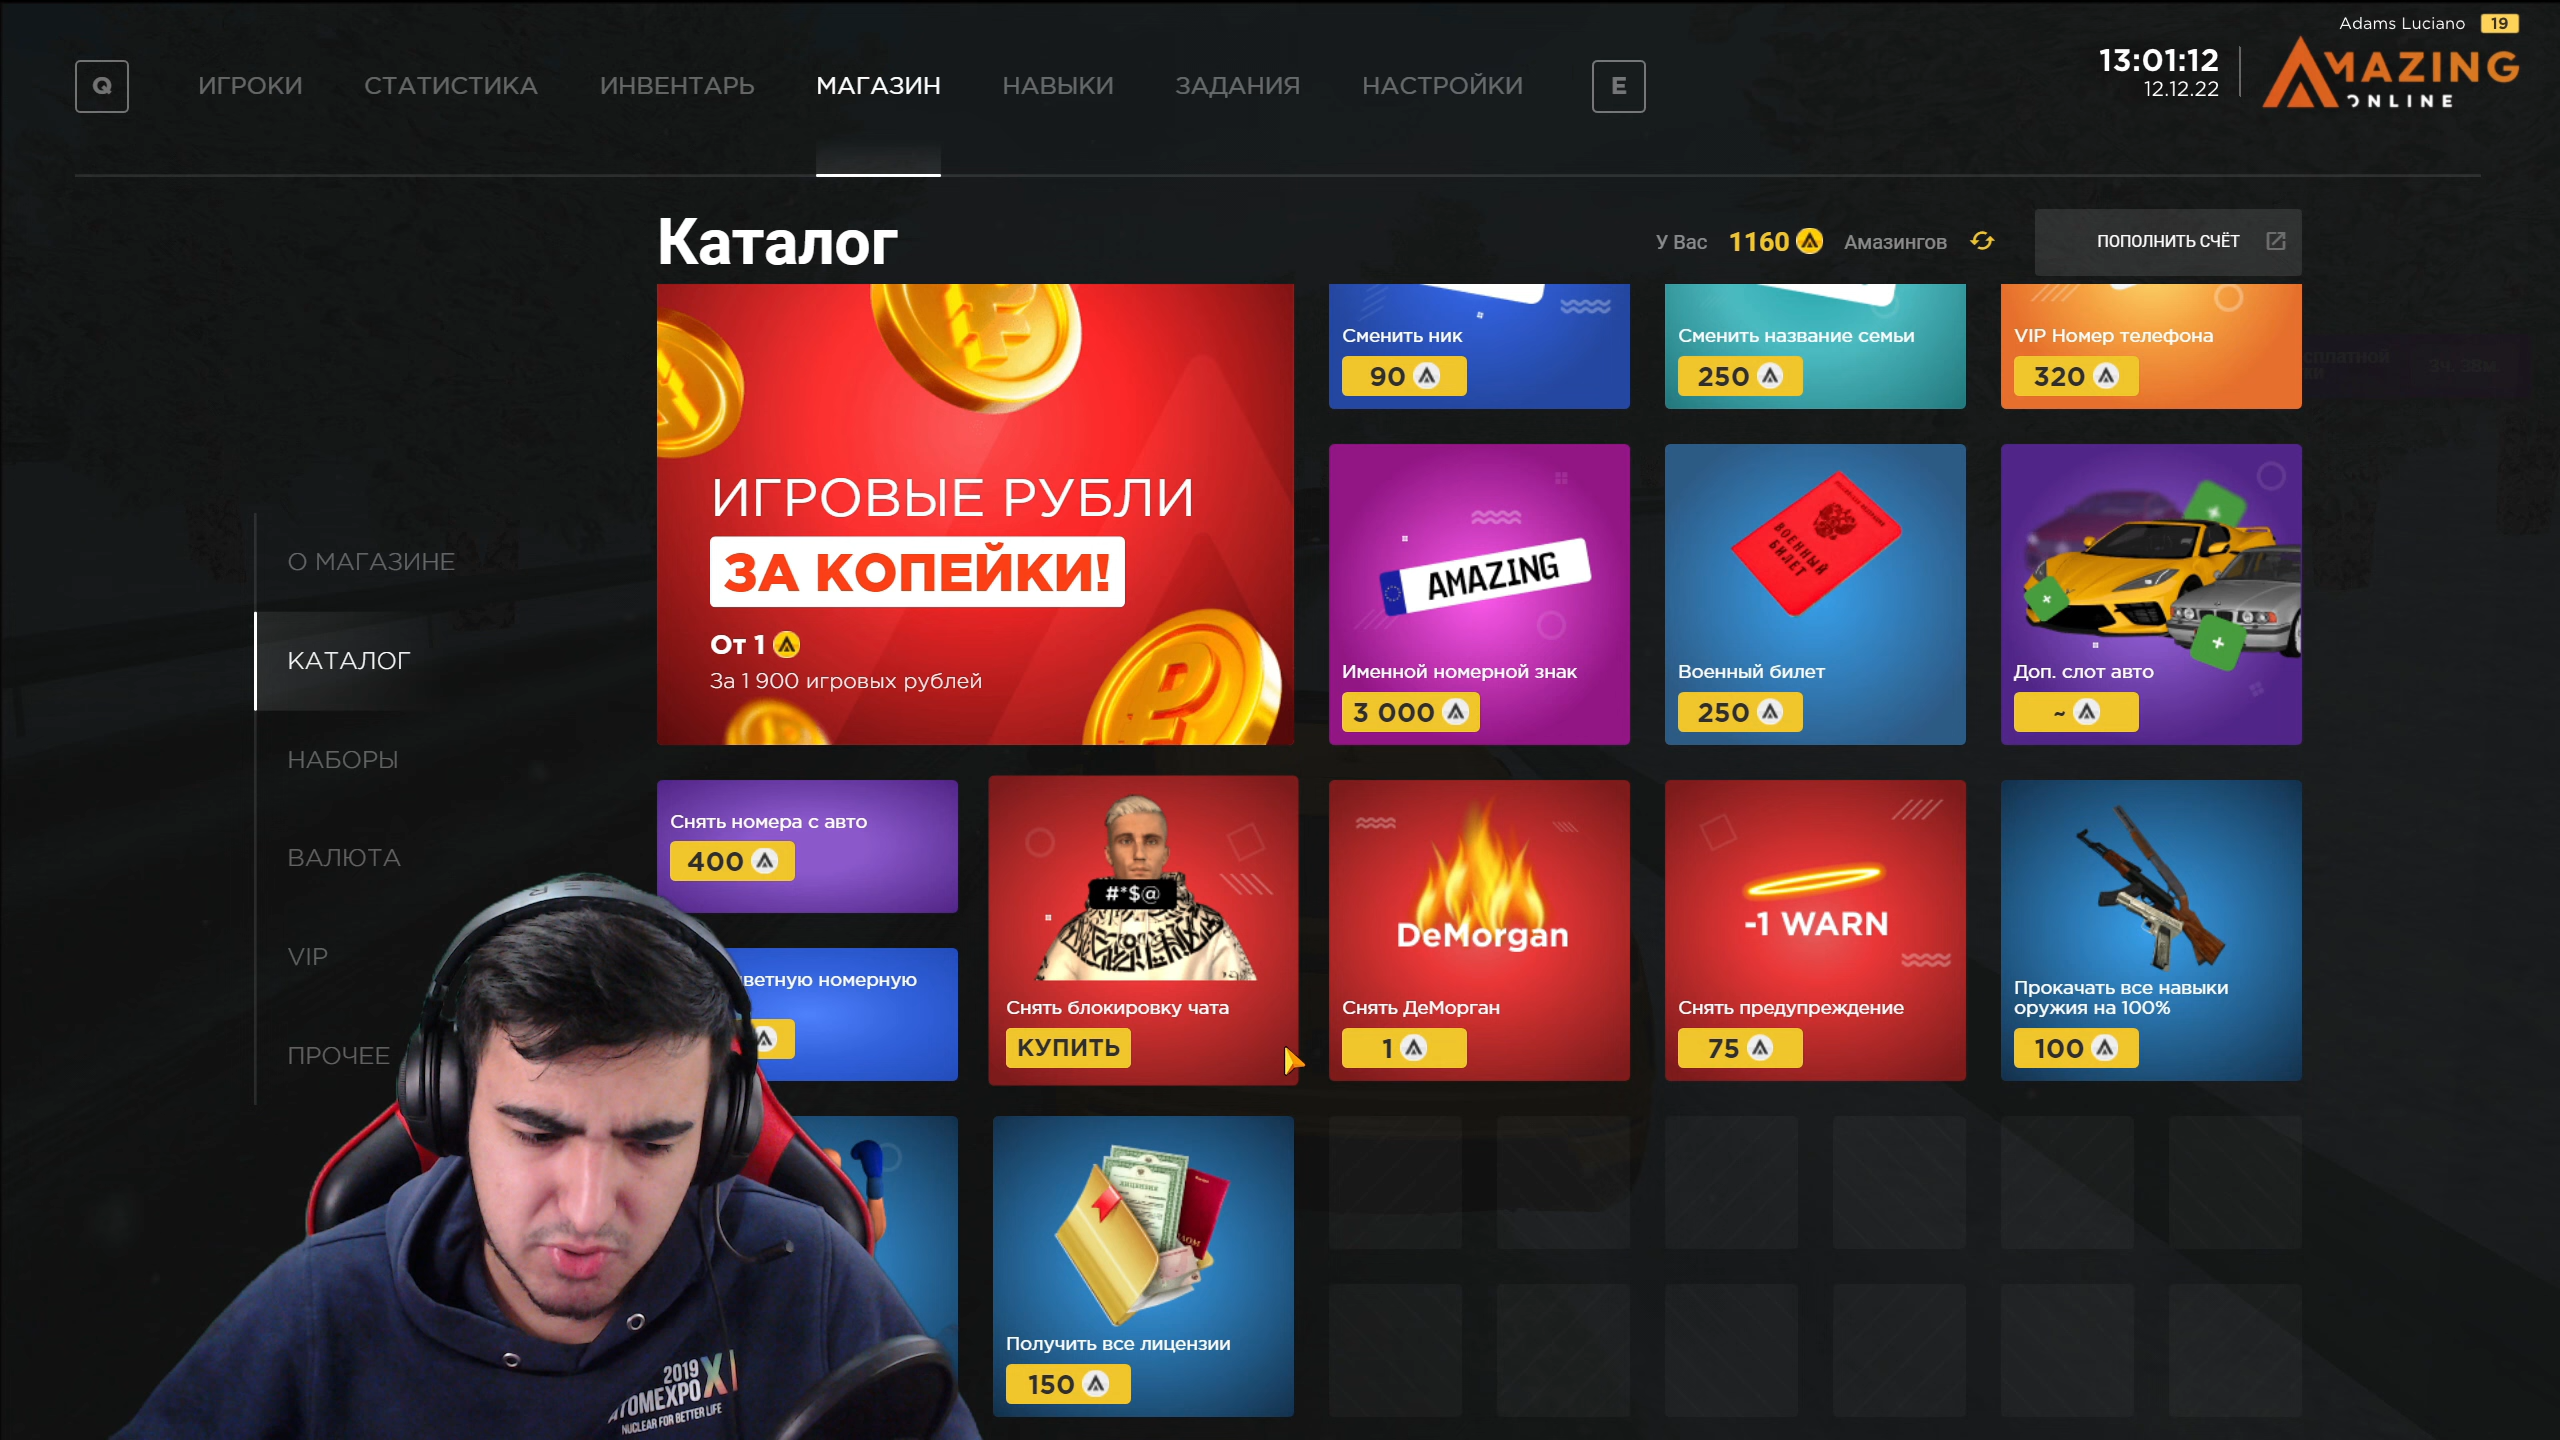 Adams Luciano 19
Q
ИГРОКИ
СТАТИСТИКА
ИНВЕНТАРЬ
МАГАЗИН
НАВЫКИ
ЗАДАНИЯ
НАСТРОЙКИ
E
13:01:12
12.12.22
AMAZING
ONLINE
Каталог
У Вас 1160 Амазингов
ПОПОЛНИТЬ СЧЁТ
О МАГАЗИНЕ
КАТАЛОГ
НАБОРЫ
ВАЛЮТА
VIP
ПРОЧЕЕ
ИГРОВЫЕ РУБЛИ
ЗА КОПЕЙКИ!
От 1
За 1 900 игровых рублей
Сменить ник
90
Сменить название семьи
250
VIP Номер телефона
320
AMAZING
Именной номерной знак
3 000
ВОЕННЫЙ
БИЛЕТ
Военный билет
250
Доп. слот авто
~
Снять номера с авто
400
номерную
#*$@
Снять блокировку чата
КУПИТЬ
DeMorgan
Снять ДеМорган
1
-1 WARN
Снять предупреждение
75
Прокачать все навыки
оружия на 100%
100
ЛИЦЕНЗИЯ
Получить все лицензии
150
2019 X
ATOMEXPO
NUCLEAR FOR BETTER LIFE